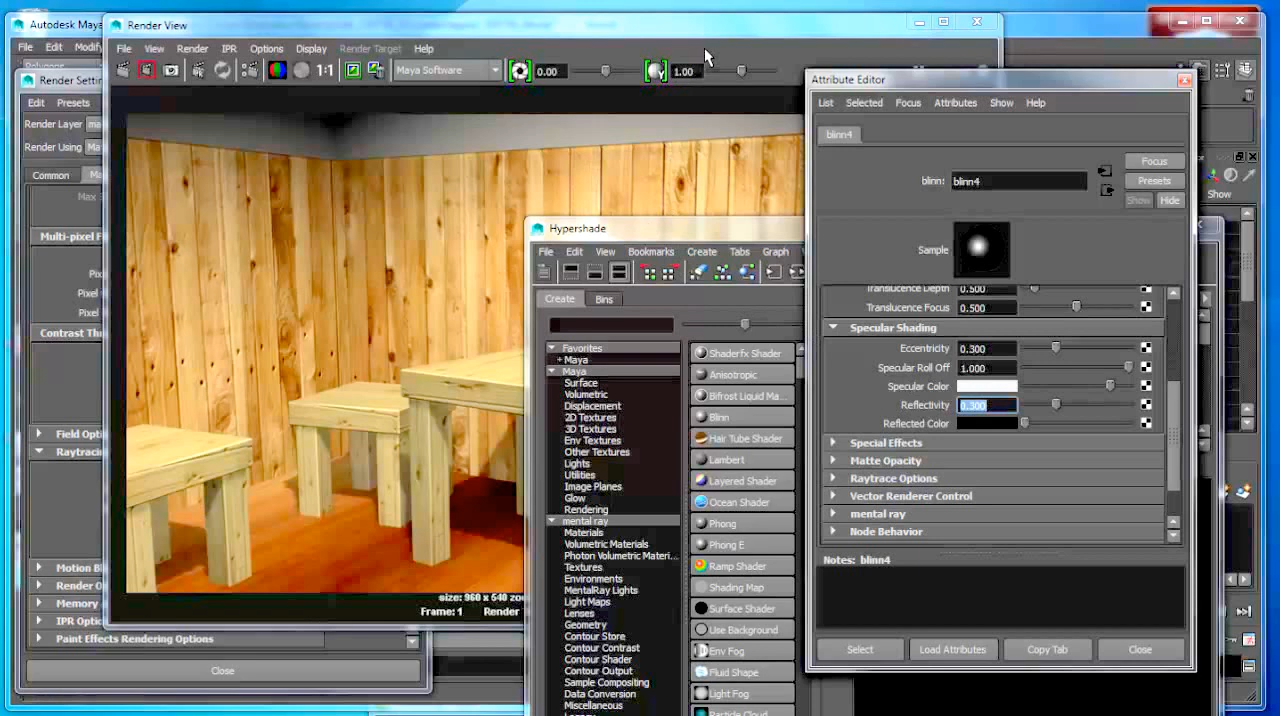 Autodesk Maya
File Edit Modify
Polygons
Render Setti
Edit Presets
Render Layer
Render Using
Common
Max
Multi-pixel F
Pixel
Pixel
Contrast Thr
Field Opti
Raytracin
Motion Bl
Render O
Memory
IPR Optio
Paint Effects Rendering Options
Close
Render View
File View Render IPR Options Display Render Target Help
1:1 Maya Software 0.00 1.00
size: 960 x 540
Frame: 1 Render
Hypershade
File Edit View Bookmarks Create Tabs Graph
Create Bins
Favorites
+ Maya
Maya
Surface
Volumetric
Displacement
2D Textures
3D Textures
Env Textures
Other Textures
Lights
Utilities
Image Planes
Glow
Rendering
mental ray
Materials
Volumetric Materials
Photon Volumetric Materi...
Textures
Environments
MentalRay Lights
Light Maps
Lenses
Geometry
Contour Store
Contour Contrast
Contour Shader
Contour Output
Sample Compositing
Data Conversion
Miscellaneous
Shaderfx Shader
Anisotropic
Bifrost Liquid Ma...
Blinn
Hair Tube Shader
Lambert
Layered Shader
Ocean Shader
Phong
Phong E
Ramp Shader
Shading Map
Surface Shader
Use Background
Env Fog
Fluid Shape
Light Fog
Particle Cloud
Attribute Editor
List Selected Focus Attributes Show Help
blinn4
blinn: blinn4
Focus
Presets
Show Hide
Sample
Translucence Depth 0.500
Translucence Focus 0.500
Specular Shading
Eccentricity 0.300
Specular Roll Off 1.000
Specular Color
Reflectivity 0.300
Reflected Color
Special Effects
Matte Opacity
Raytrace Options
Vector Renderer Control
mental ray
Node Behavior
Notes: blinn4
Select Load Attributes Copy Tab Close
Show